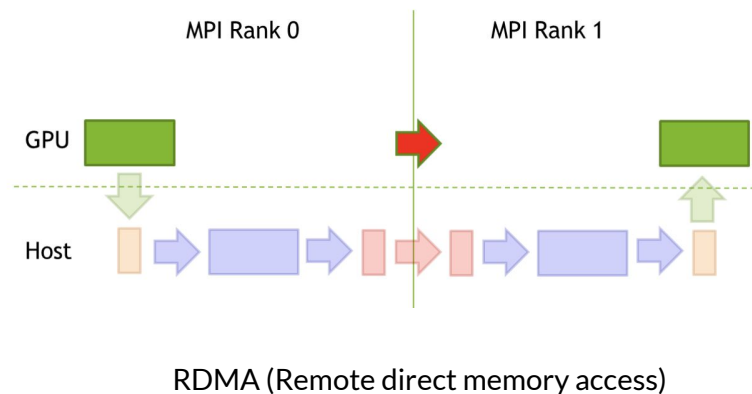 MPI Rank 0
MPI Rank 1
GPU
Host
RDMA (Remote direct memory access)